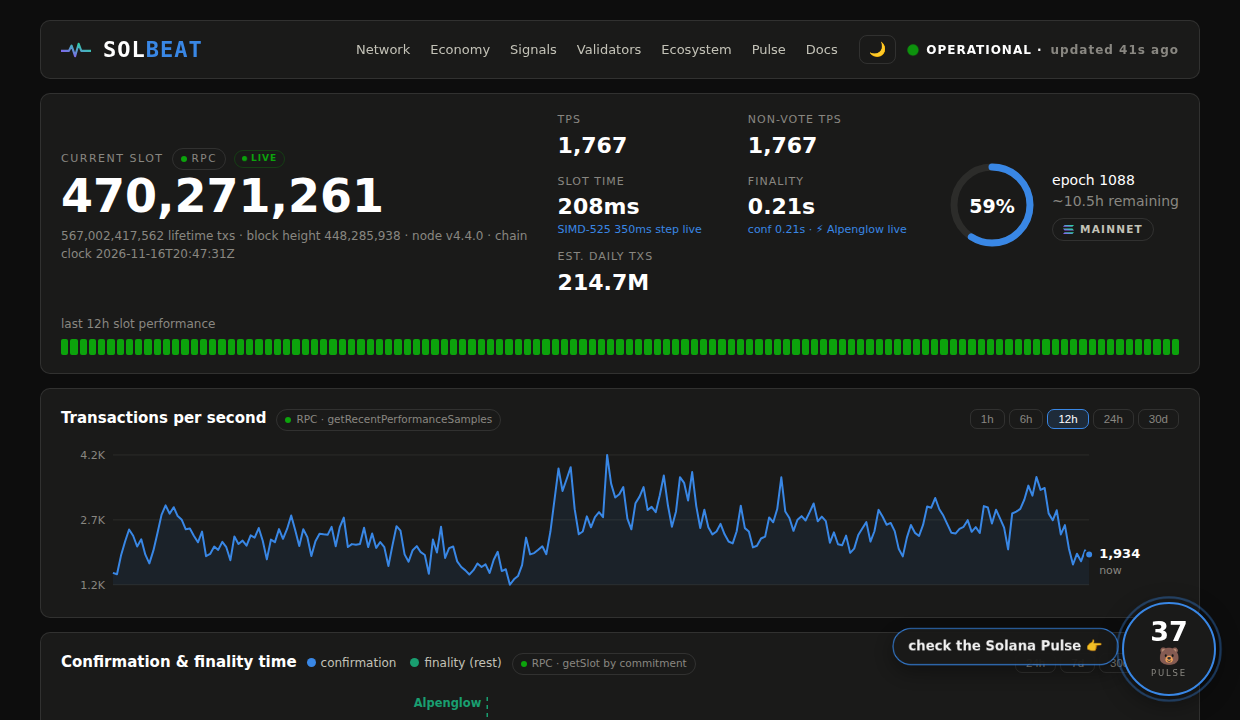 SOLBEAT
Network Economy Signals Validators Ecosystem Pulse Docs
OPERATIONAL · updated 41s ago
CURRENT SLOT RPC LIVE
470,271,261
567,002,417,562 lifetime txs · block height 448,285,938 · node v4.4.0 · chain
clock 2026-11-16T20:47:31Z
TPS
1,767
NON-VOTE TPS
1,767
SLOT TIME
208ms
SIMD-525 350ms step live
FINALITY
0.21s
conf 0.21s · ⚡ Alpenglow live
EST. DAILY TXS
214.7M
59%
epoch 1088
~10.5h remaining
MAINNET
last 12h slot performance
Transactions per second RPC · getRecentPerformanceSamples
1h 6h 12h 24h 30d
4.2K
2.7K
1.2K
1,934
now
Confirmation & finality time confirmation finality (rest) RPC · getSlot by commitment
check the Solana Pulse 👉
37
PULSE
Alpenglow